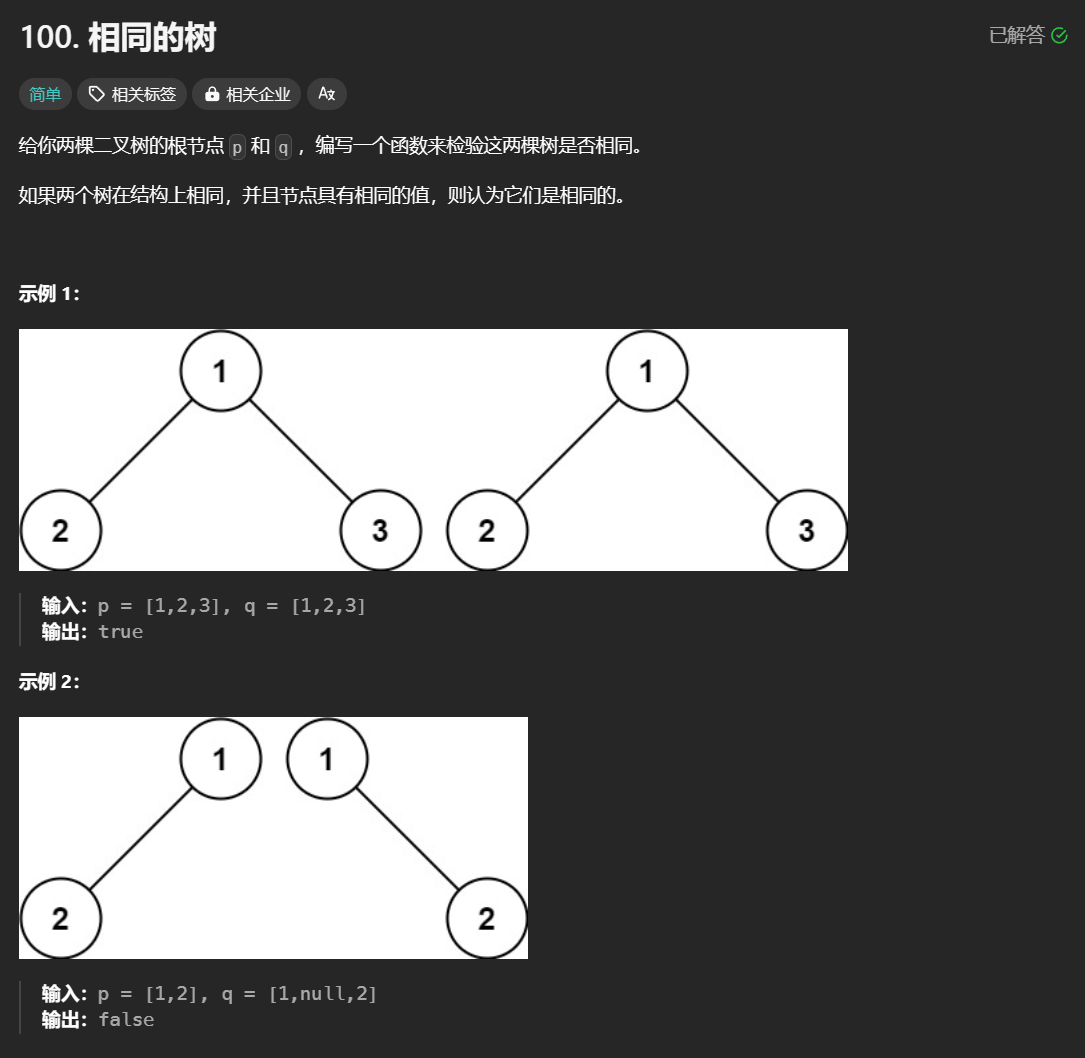 100. 相同的树
已解答
简单 相关标签 相关企业 Ax
给你两棵二叉树的根节点 p 和 q ，编写一个函数来检验这两棵树是否相同。
如果两个树在结构上相同，并且节点具有相同的值，则认为它们是相同的。
示例 1：
1 1
2 3 2 3
输入：p = [1,2,3], q = [1,2,3]
输出：true
示例 2：
1 1
2 2
输入：p = [1,2], q = [1,null,2]
输出：false